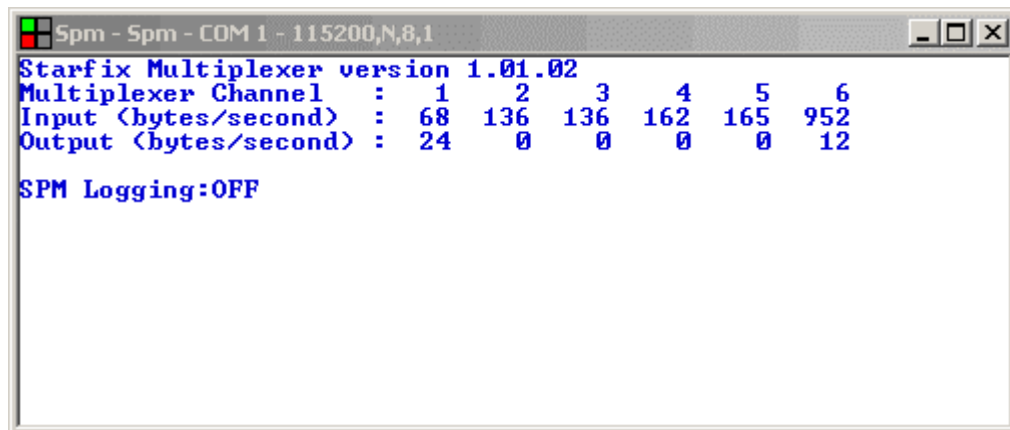 Spm - Spm - COM 1 - 115200,N,8,1
Starfix Multiplexer version 1.01.02
Multiplexer Channel : 1 2 3 4 5 6
Input (bytes/second) : 68 136 136 162 165 952
Output (bytes/second) : 24 0 0 0 0 12
SPM Logging:OFF